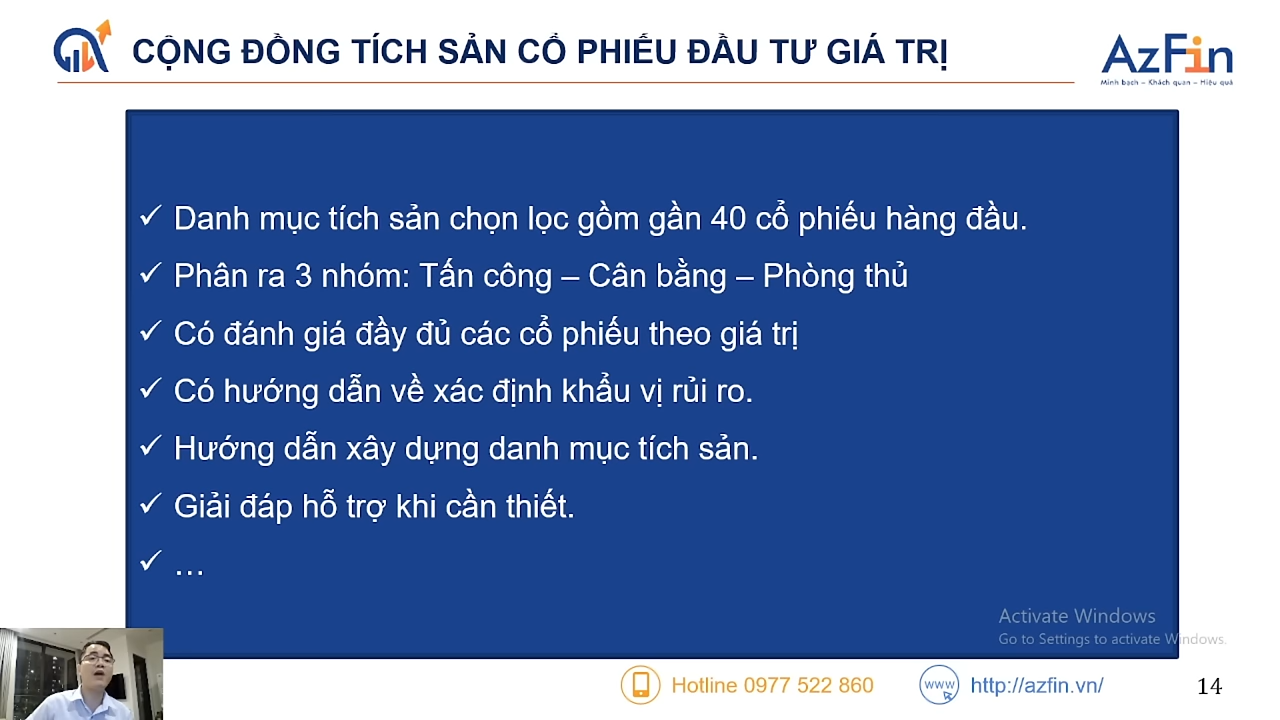 CỘNG ĐỒNG TÍCH SẢN CỔ PHIẾU ĐẦU TƯ GIÁ TRỊ
AzFin
Minh bạch – Khách quan – Hiệu quả
✓ Danh mục tích sản chọn lọc gồm gần 40 cổ phiếu hàng đầu.
✓ Phân ra 3 nhóm: Tấn công – Cân bằng – Phòng thủ
✓ Có đánh giá đầy đủ các cổ phiếu theo giá trị
✓ Có hướng dẫn về xác định khẩu vị rủi ro.
✓ Hướng dẫn xây dựng danh mục tích sản.
✓ Giải đáp hỗ trợ khi cần thiết.
✓ …
Activate Windows
Go to Settings to activate Windows.
Hotline 0977 522 860
www
http://azfin.vn/
14